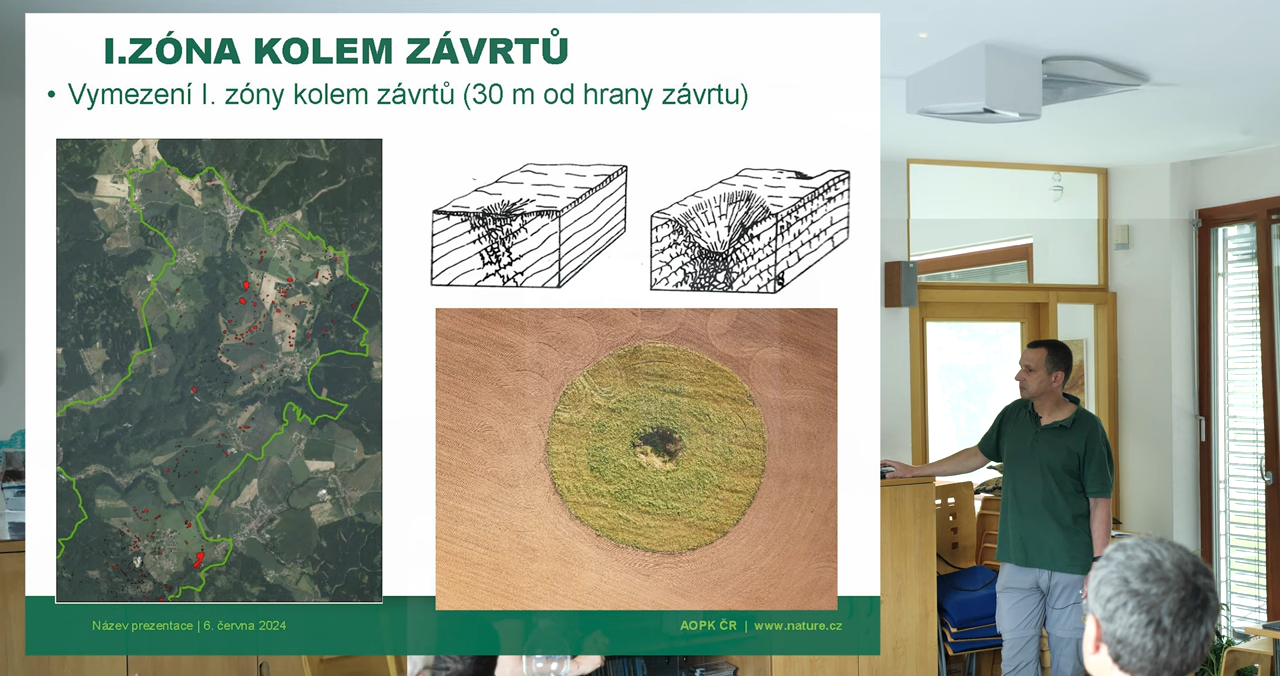 I.ZÓNA KOLEM ZÁVRTŮ
• Vymezení I. zóny kolem závrtů (30 m od hrany závrtu)
Název prezentace | 6. června 2024
AOPK ČR | www.nature.cz